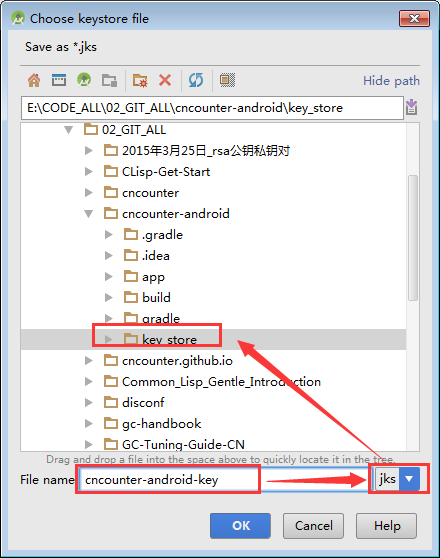 Choose keystore file
Save as *.jks
Hide path
E:\CODE_ALL\02_GIT_ALL\cncounter-android\key_store
02_GIT_ALL
2015年3月25日_rsa公钥私钥对
CLisp-Get-Start
cncounter
cncounter-android
.gradle
.idea
app
build
gradle
key_store
cncounter.github.io
Common_Lisp_Gentle_Introduction
disconf
gc-handbook
GC-Tuning-Guide-CN
Drag and drop a file into the space above to quickly locate it in the tree.
File name cncounter-android-key jks
OK Cancel Help